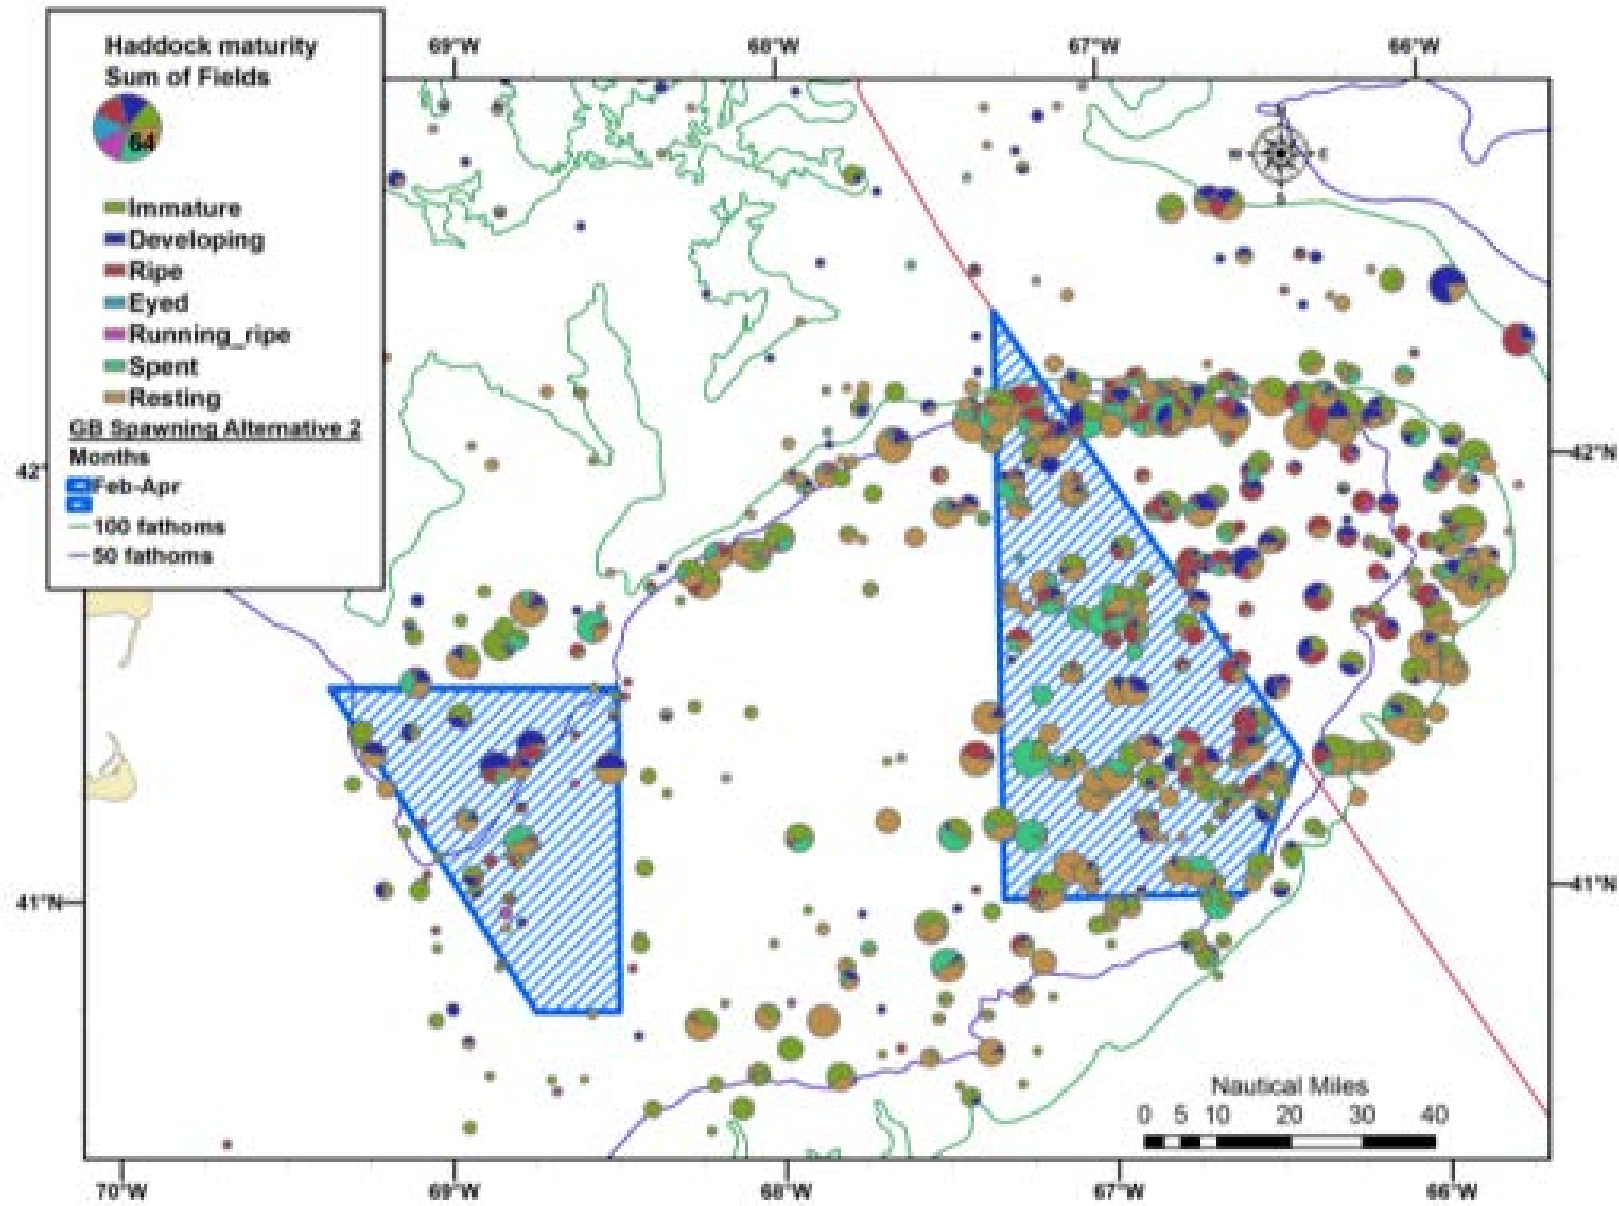 Haddock maturity
Sum of Fields
64
Immature
Developing
Ripe
Eyed
Running_ripe
Spent
Resting
GB Spawning Alternative 2
Months
Feb-Apr
100 fathoms
50 fathoms
69°W 68°W 67°W 66°W
E
S
42°
42°N
41°N
41°N
Nautical Miles
0 5 10 20 30 40
70°W 69°W 68°W 67°W 66°W